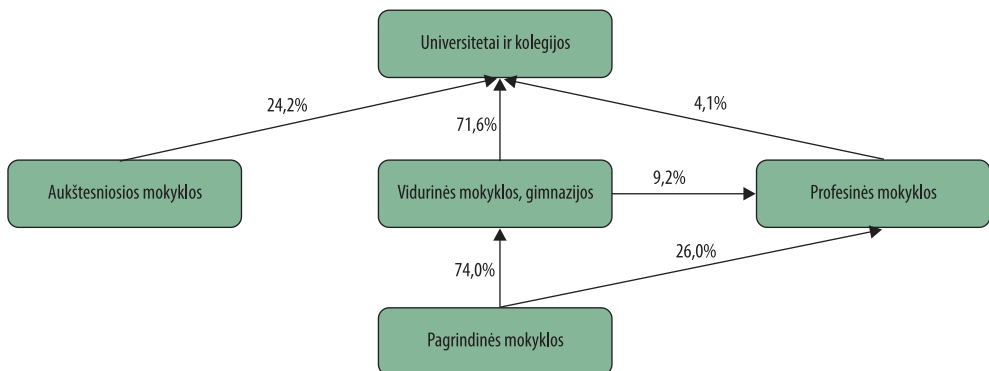 Universitetai ir kolegijos
24,2%
4,1%
71,6%
Aukštesniosios mokyklos
Vidurinės mokyklos, gimnazijos
9,2%
Profesinės mokyklos
26,0%
74,0%
Pagrindinės mokyklos